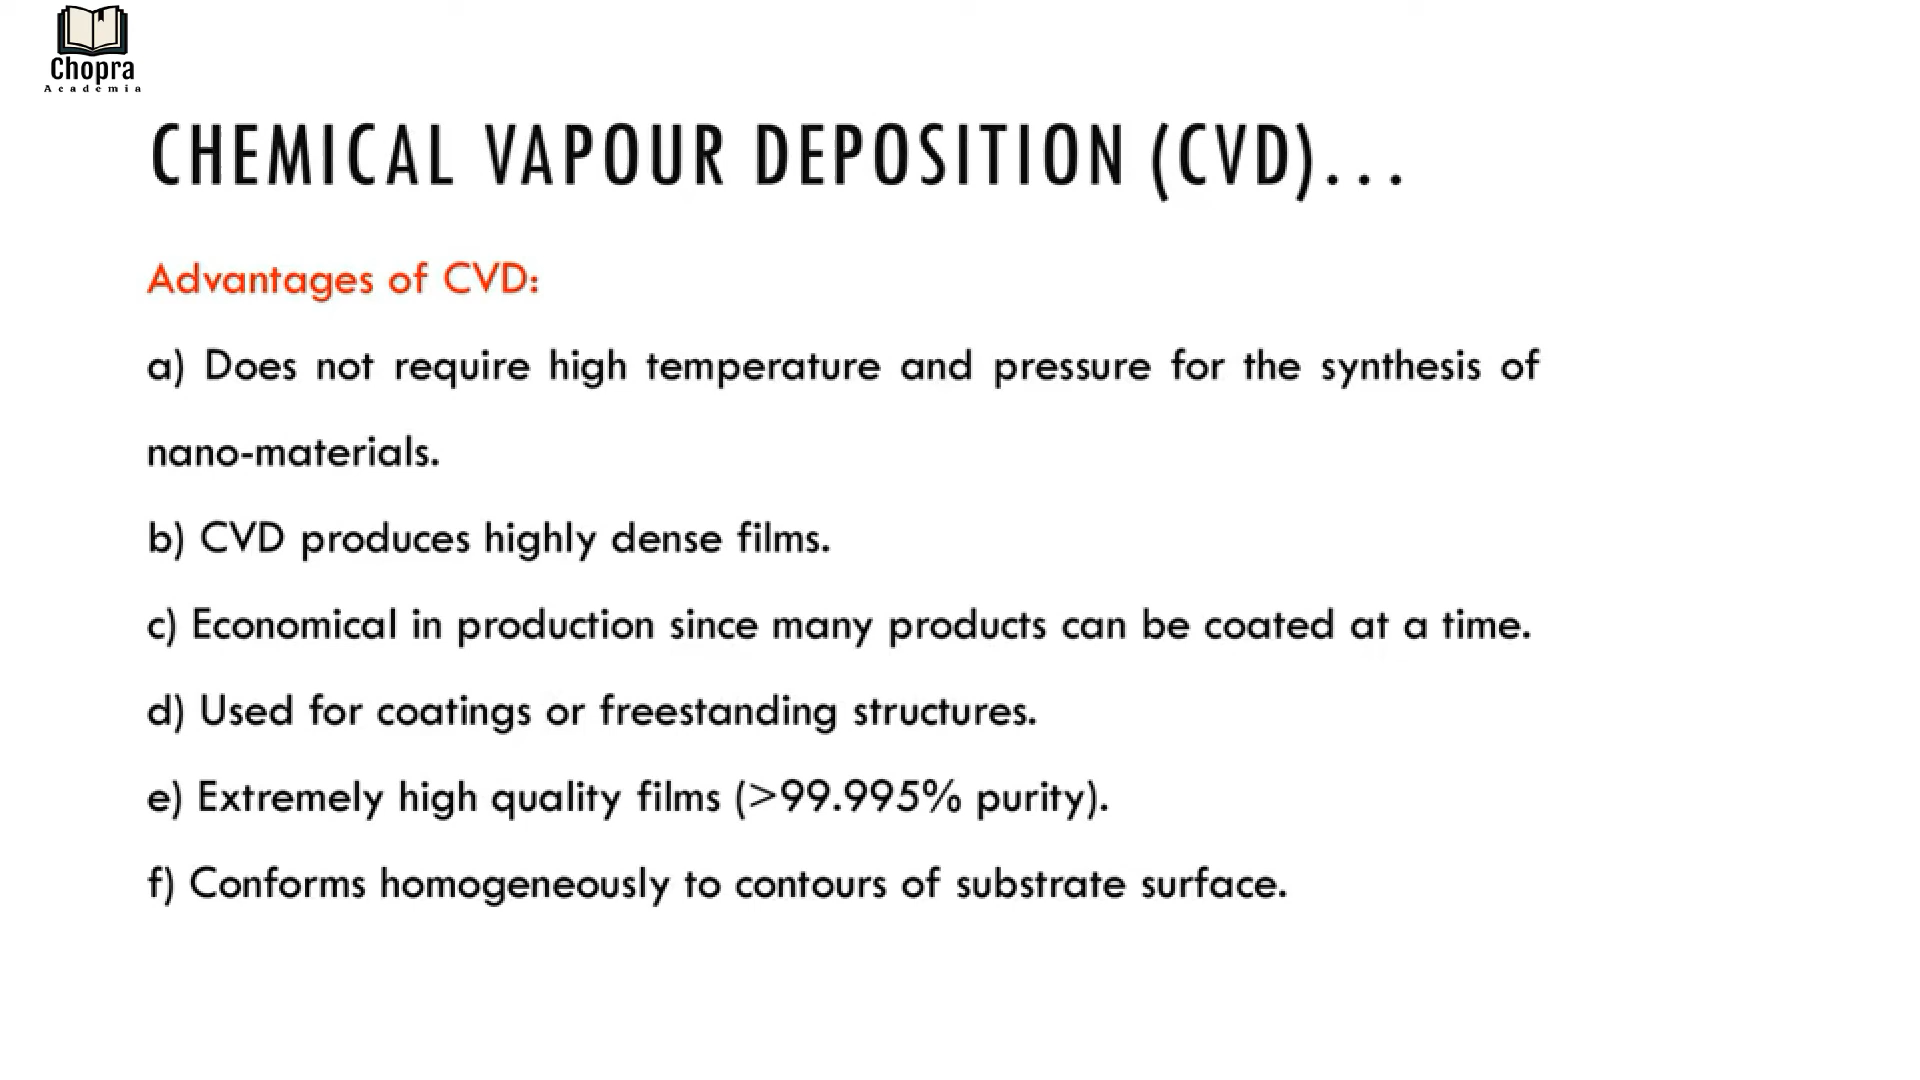 Chopra
Academia
CHEMICAL VAPOUR DEPOSITION (CVD)...
Advantages of CVD:
a) Does not require high temperature and pressure for the synthesis of
nano-materials.
b) CVD produces highly dense films.
c) Economical in production since many products can be coated at a time.
d) Used for coatings or freestanding structures.
e) Extremely high quality films (>99.995% purity).
f) Conforms homogeneously to contours of substrate surface.